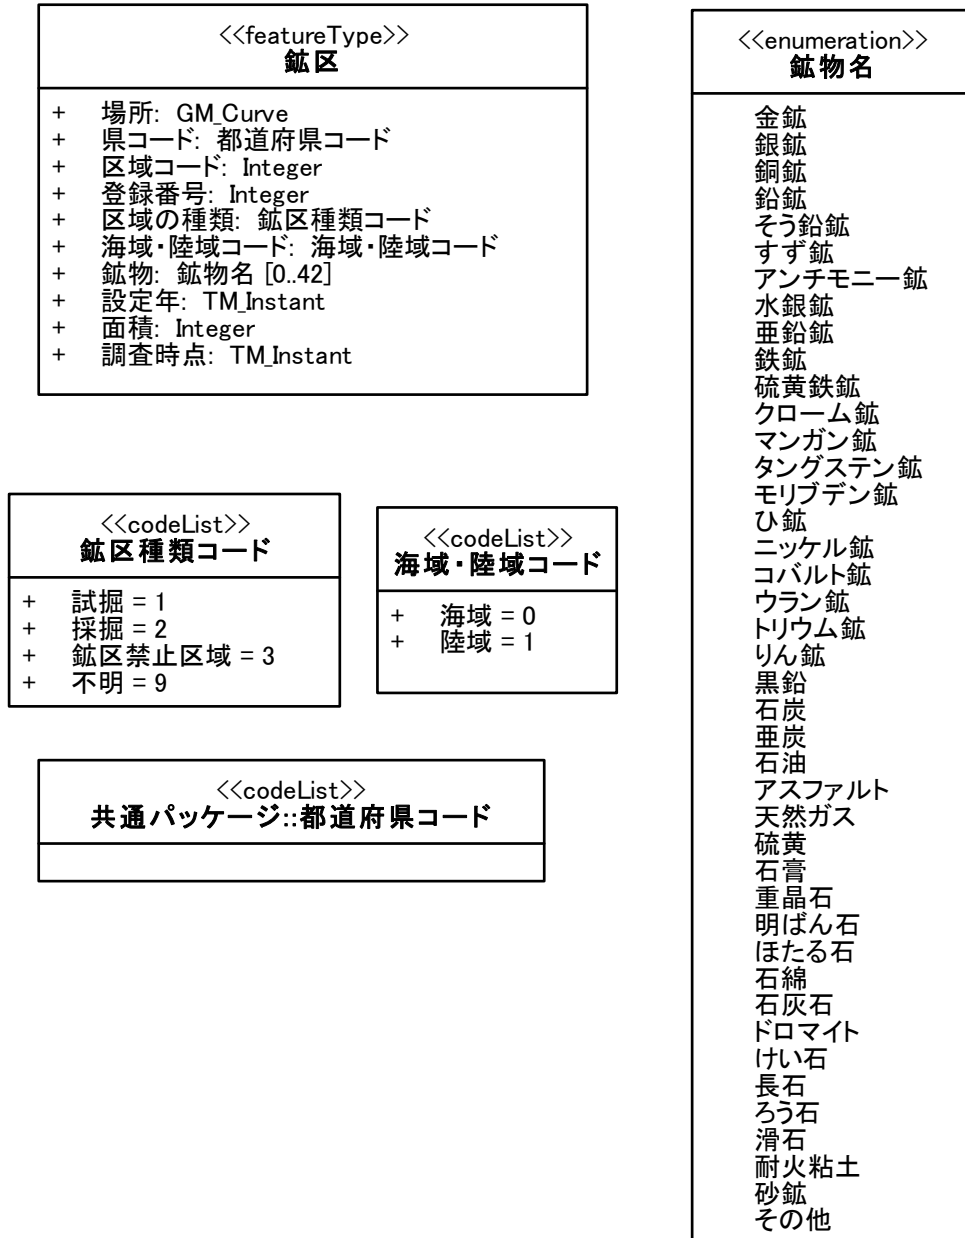 <<featureType>>
鉱区
+ 場所: GM_Curve
+ 県コード: 都道府県コード
+ 区域コード: Integer
+ 登録番号: Integer
+ 区域の種類: 鉱区種類コード
+ 海域・陸域コード: 海域・陸域コード
+ 鉱物: 鉱物名 [0..42]
+ 設定年: TM_Instant
+ 面積: Integer
+ 調査時点: TM_Instant
<<codeList>>
鉱区種類コード
+ 試掘 = 1
+ 採掘 = 2
+ 鉱区禁止区域 = 3
+ 不明 = 9
<<codeList>>
海域・陸域コード
+ 海域 = 0
+ 陸域 = 1
<<codeList>>
共通パッケージ::都道府県コード
<<enumeration>>
鉱物名
金鉱
銀鉱
銅鉱
鉛鉱
そう鉛鉱
すず鉱
アンチモニー鉱
水銀鉱
亜鉛鉱
鉄鉱
硫黄鉄鉱
クローム鉱
マンガン鉱
タングステン鉱
モリブデン鉱
ひ鉱
ニッケル鉱
コバルト鉱
ウラン鉱
トリウム鉱
りん鉱
黒鉛
石炭
亜炭
石油
アスファルト
天然ガス
硫黄
石膏
重晶石
明ばん石
ほたる石
石綿
石灰石
ドロマイト
けい石
長石
ろう石
滑石
耐火粘土
砂鉱
その他